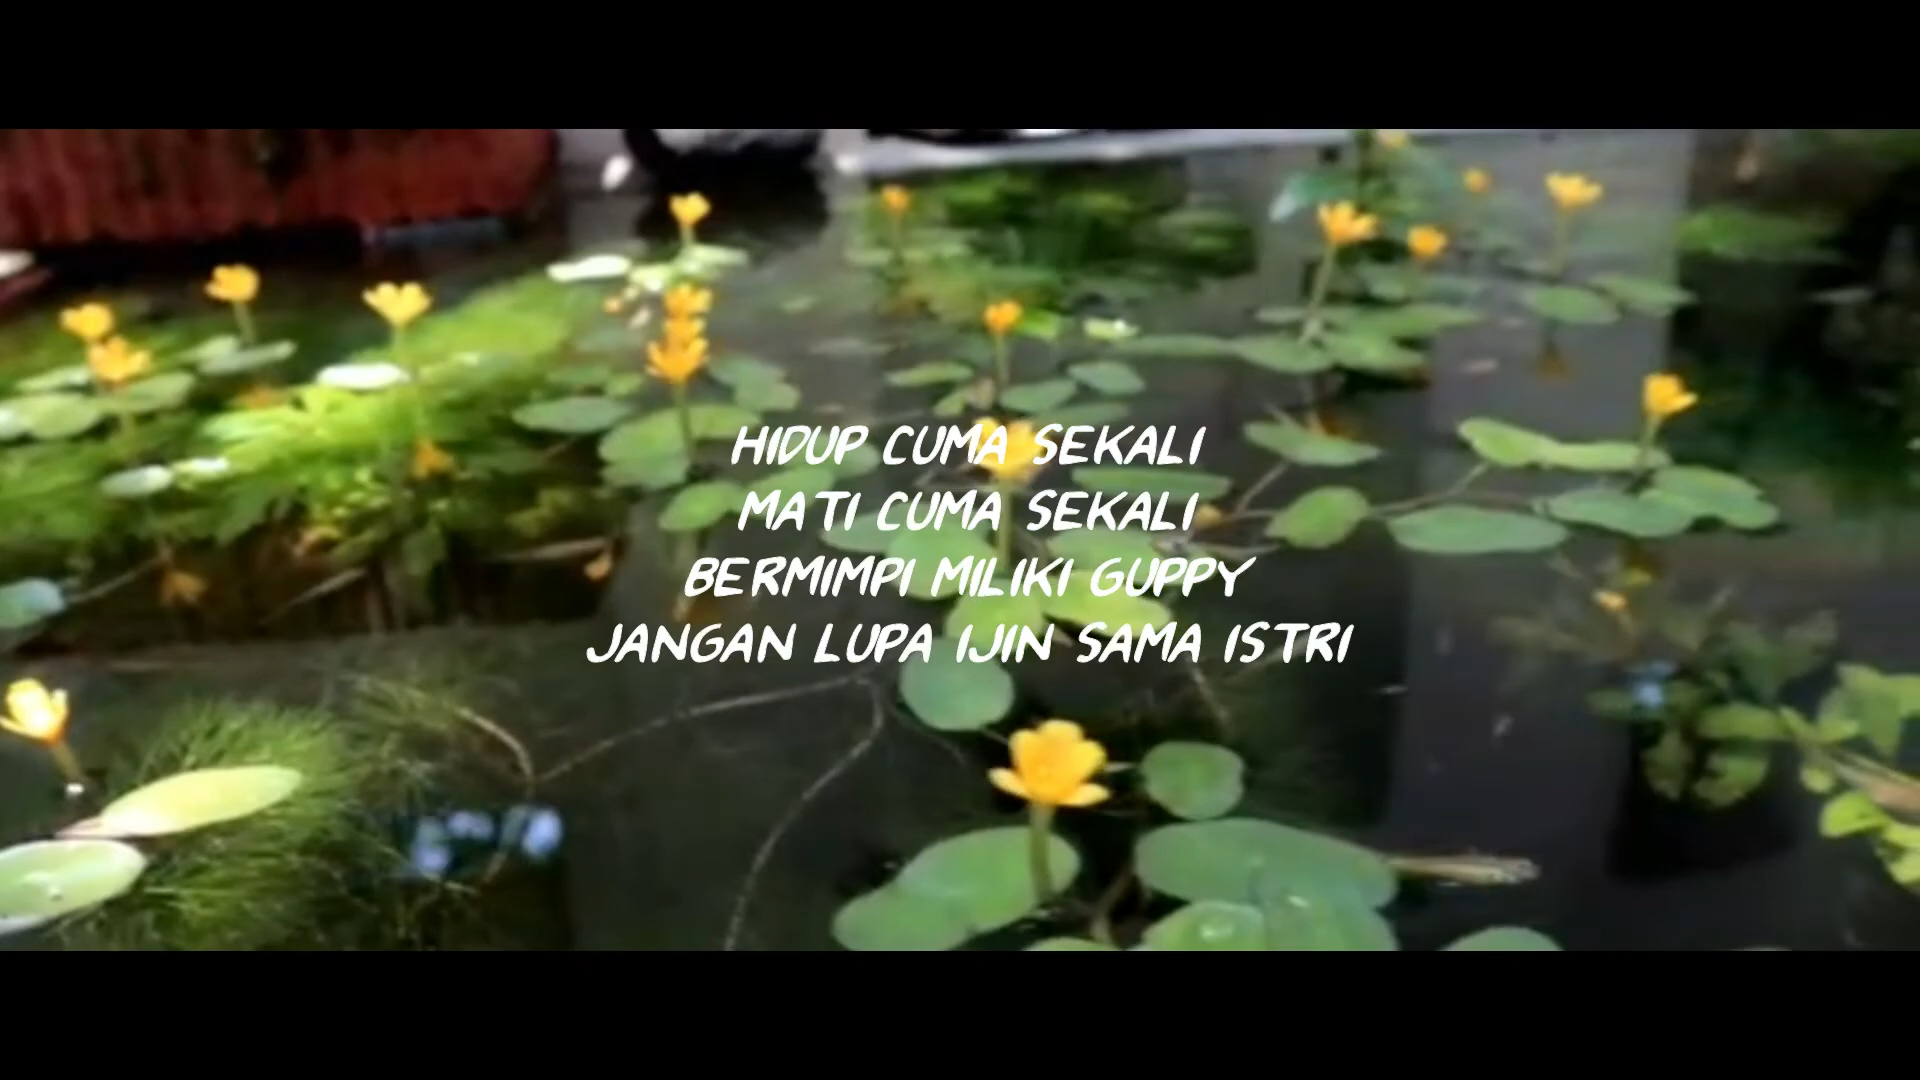 HIDUP CUMA SEKALI
MATI CUMA SEKALI
BERMIMPI MILIKI GUPPY
JANGAN LUPA IJIN SAMA ISTRI